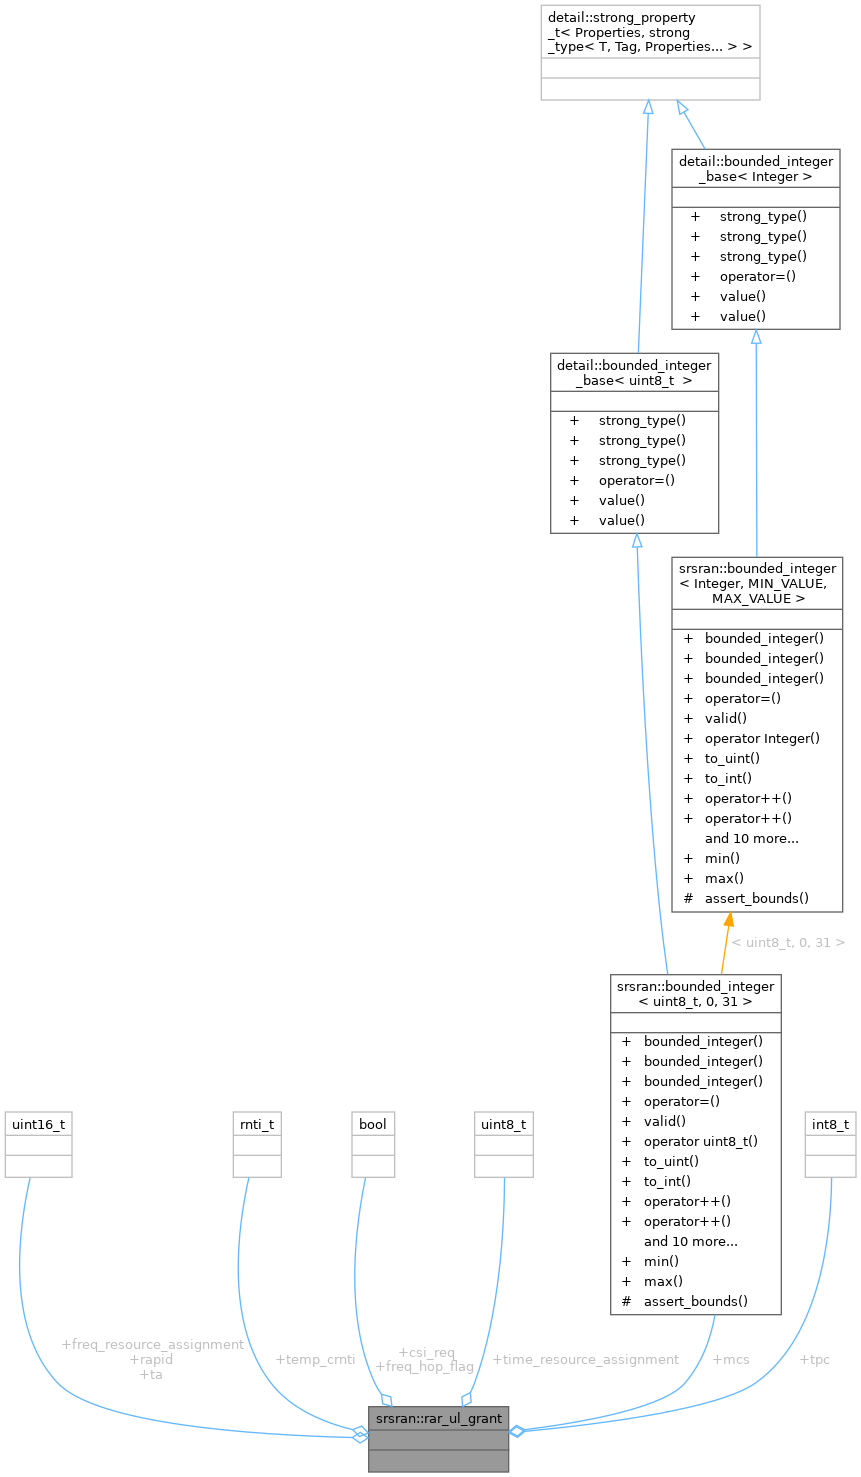 detail::strong_property
_t< Properties, strong
_type< T, Tag, Properties... > >
detail::bounded_integer
_base< Integer >
+ strong_type()
+ strong_type()
+ strong_type()
+ operator=()
+ value()
+ value()
detail::bounded_integer
_base< uint8_t  >
+ strong_type()
+ strong_type()
+ strong_type()
+ operator=()
+ value()
+ value()
srsran::bounded_integer
< Integer, MIN_VALUE,
MAX_VALUE >
+ bounded_integer()
+ bounded_integer()
+ bounded_integer()
+ operator=()
+ valid()
+ operator Integer()
+ to_uint()
+ to_int()
+ operator++()
+ operator++()
and 10 more...
+ min()
+ max()
# assert_bounds()
< uint8_t, 0, 31 >
srsran::bounded_integer
< uint8_t, 0, 31 >
+ bounded_integer()
+ bounded_integer()
+ bounded_integer()
+ operator=()
+ valid()
+ operator uint8_t()
+ to_uint()
+ to_int()
+ operator++()
+ operator++()
and 10 more...
+ min()
+ max()
# assert_bounds()
uint16_t
rnti_t
bool
uint8_t
int8_t
+freq_resource_assignment
+rapid
+ta
+temp_crnti
+csi_req
+freq_hop_flag
+time_resource_assignment
+mcs
+tpc
srsran::rar_ul_grant